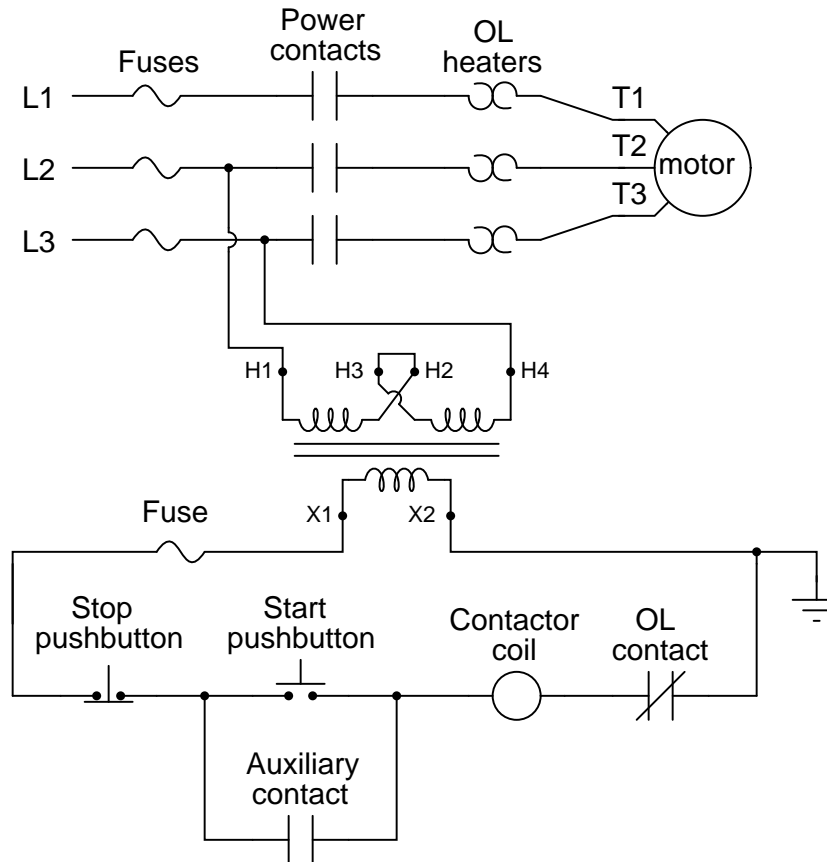 Power
contacts
OL
heaters
Fuses
L1
T1
L2
T2
motor
L3
T3
H1
H3
H2
H4
Fuse
X1
X2
Stop
pushbutton
Start
pushbutton
Contactor
coil
OL
contact
Auxiliary
contact